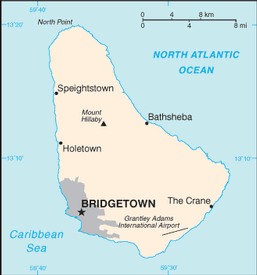 59°40'
59°30'
13°20'
North Point
0 4 8 km
0 4 8 mi
NORTH ATLANTIC
OCEAN
Speightstown
Mount
Hillaby
Bathsheba
Holetown
13°10'
13°10'
The Crane
BRIDGETOWN
Grantley Adams
International Airport
Caribbean
Sea
59°30'